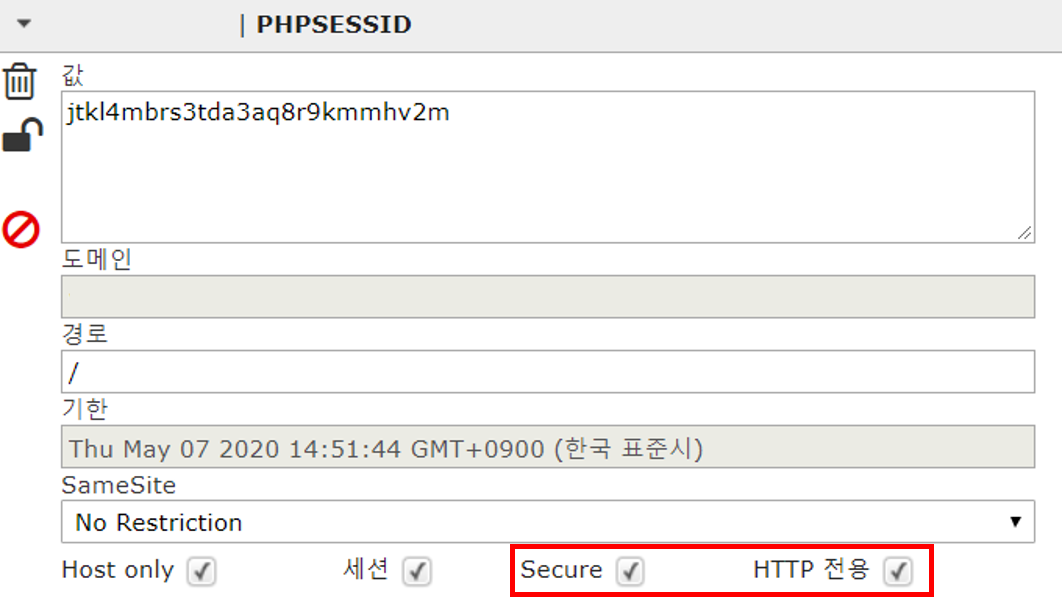 | PHPSESSID
값
jtkl4mbrs3tda3aq8r9kmmhv2m
도메인
경로
/
기한
Thu May 07 2020 14:51:44 GMT+0900 (한국 표준시)
SameSite
No Restriction
Host only 세션 Secure HTTP 전용